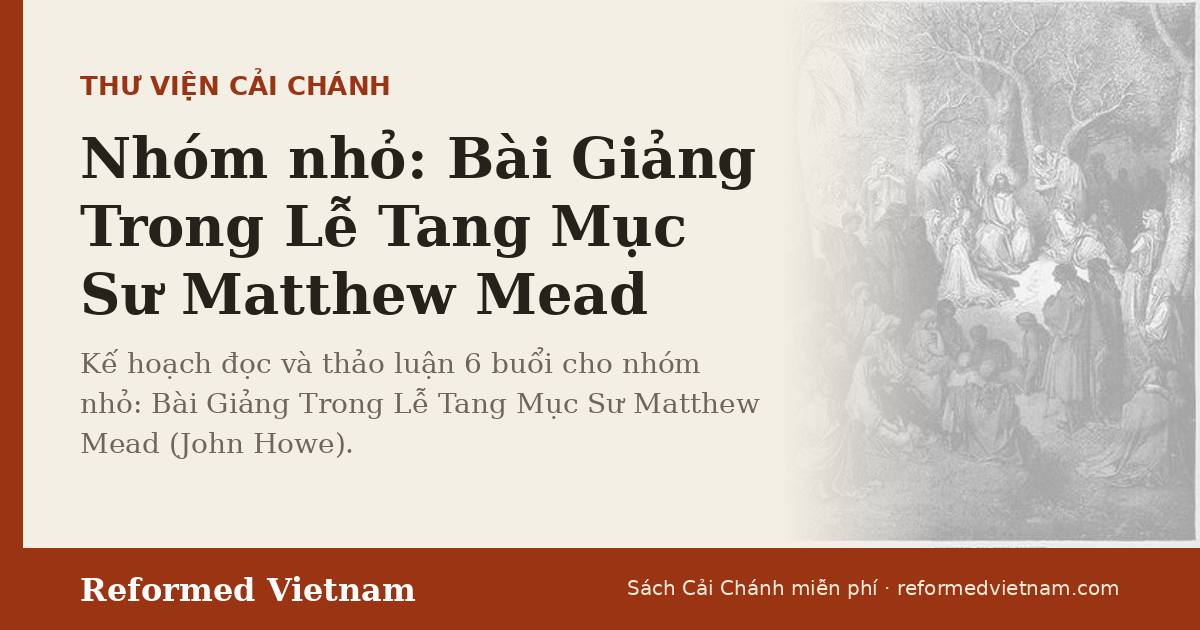 THƯ VIỆN CẢI CHÁNH
Nhóm nhỏ: Bài Giảng
Trong Lễ Tang Mục
Sư Matthew Mead
Kế hoạch đọc và thảo luận 6 buổi cho nhóm
nhỏ: Bài Giảng Trong Lễ Tang Mục Sư Matthew
Mead (John Howe).
Reformed Vietnam
Sách Cải Chánh miễn phí · reformedvietnam.com